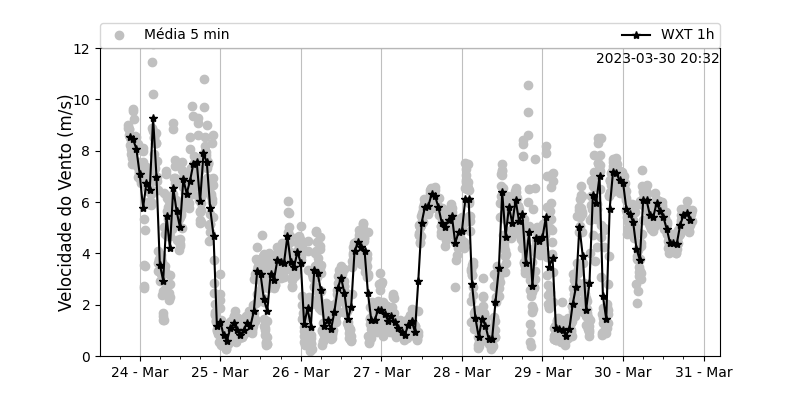 Média 5 min WXT 1h
2023-03-30 20:32
Velocidade do Vento (m/s)
12
10
8
6
4
2
0
24 - Mar 25 - Mar 26 - Mar 27 - Mar 28 - Mar 29 - Mar 30 - Mar 31 - Mar